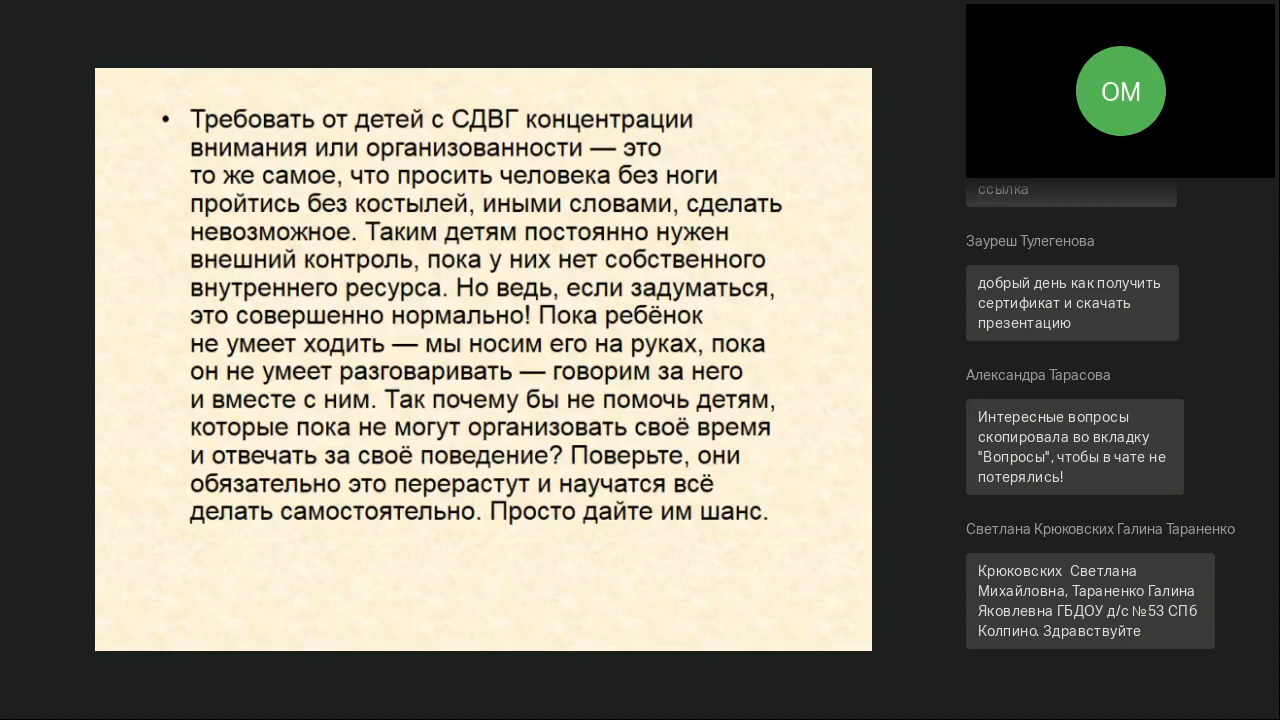 • Требовать от детей с СДВГ концентрации
внимания или организованности — это
то же самое, что просить человека без ноги
пройтись без костылей, иными словами, сделать
невозможное. Таким детям постоянно нужен
внешний контроль, пока у них нет собственного
внутреннего ресурса. Но ведь, если задуматься,
это совершенно нормально! Пока ребёнок
не умеет ходить — мы носим его на руках, пока
он не умеет разговаривать — говорим за него
и вместе с ним. Так почему бы не помочь детям,
которые пока не могут организовать своё время
и отвечать за своё поведение? Поверьте, они
обязательно это перерастут и научатся всё
делать самостоятельно. Просто дайте им шанс.
ОМ
ссылка
Зауреш Тулегенова
добрый день как получить
сертификат и скачать
презентацию
Александра Тарасова
Интересные вопросы
скопировала во вкладку
"Вопросы", чтобы в чате не
потерялись!
Светлана Крюковских Галина Тараненко
Крюковских  Светлана
Михайловна, Тараненко Галина
Яковлевна ГБДОУ д/с №53 СПб
Колпино. Здравствуйте